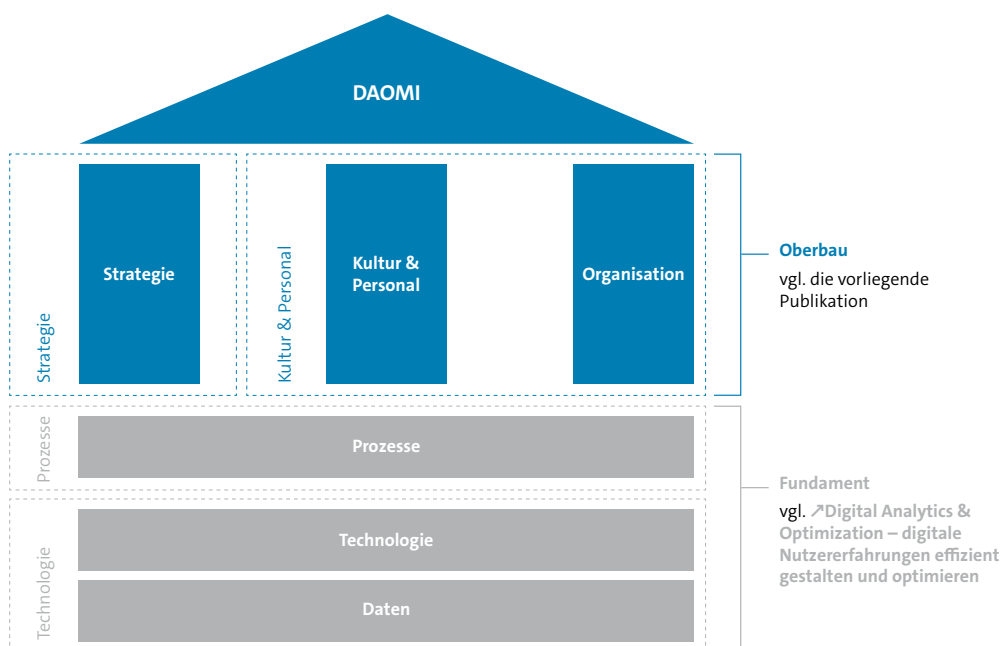 DAOMI
Strategie
Strategie
Kultur & Personal
Kultur &
Personal
Organisation
Oberbau
vgl. die vorliegende
Publikation
Prozesse
Prozesse
Fundament
vgl. ↗Digital Analytics &
Optimization – digitale
Nutzererfahrungen effizient
gestalten und optimieren
Technologie
Technologie
Daten